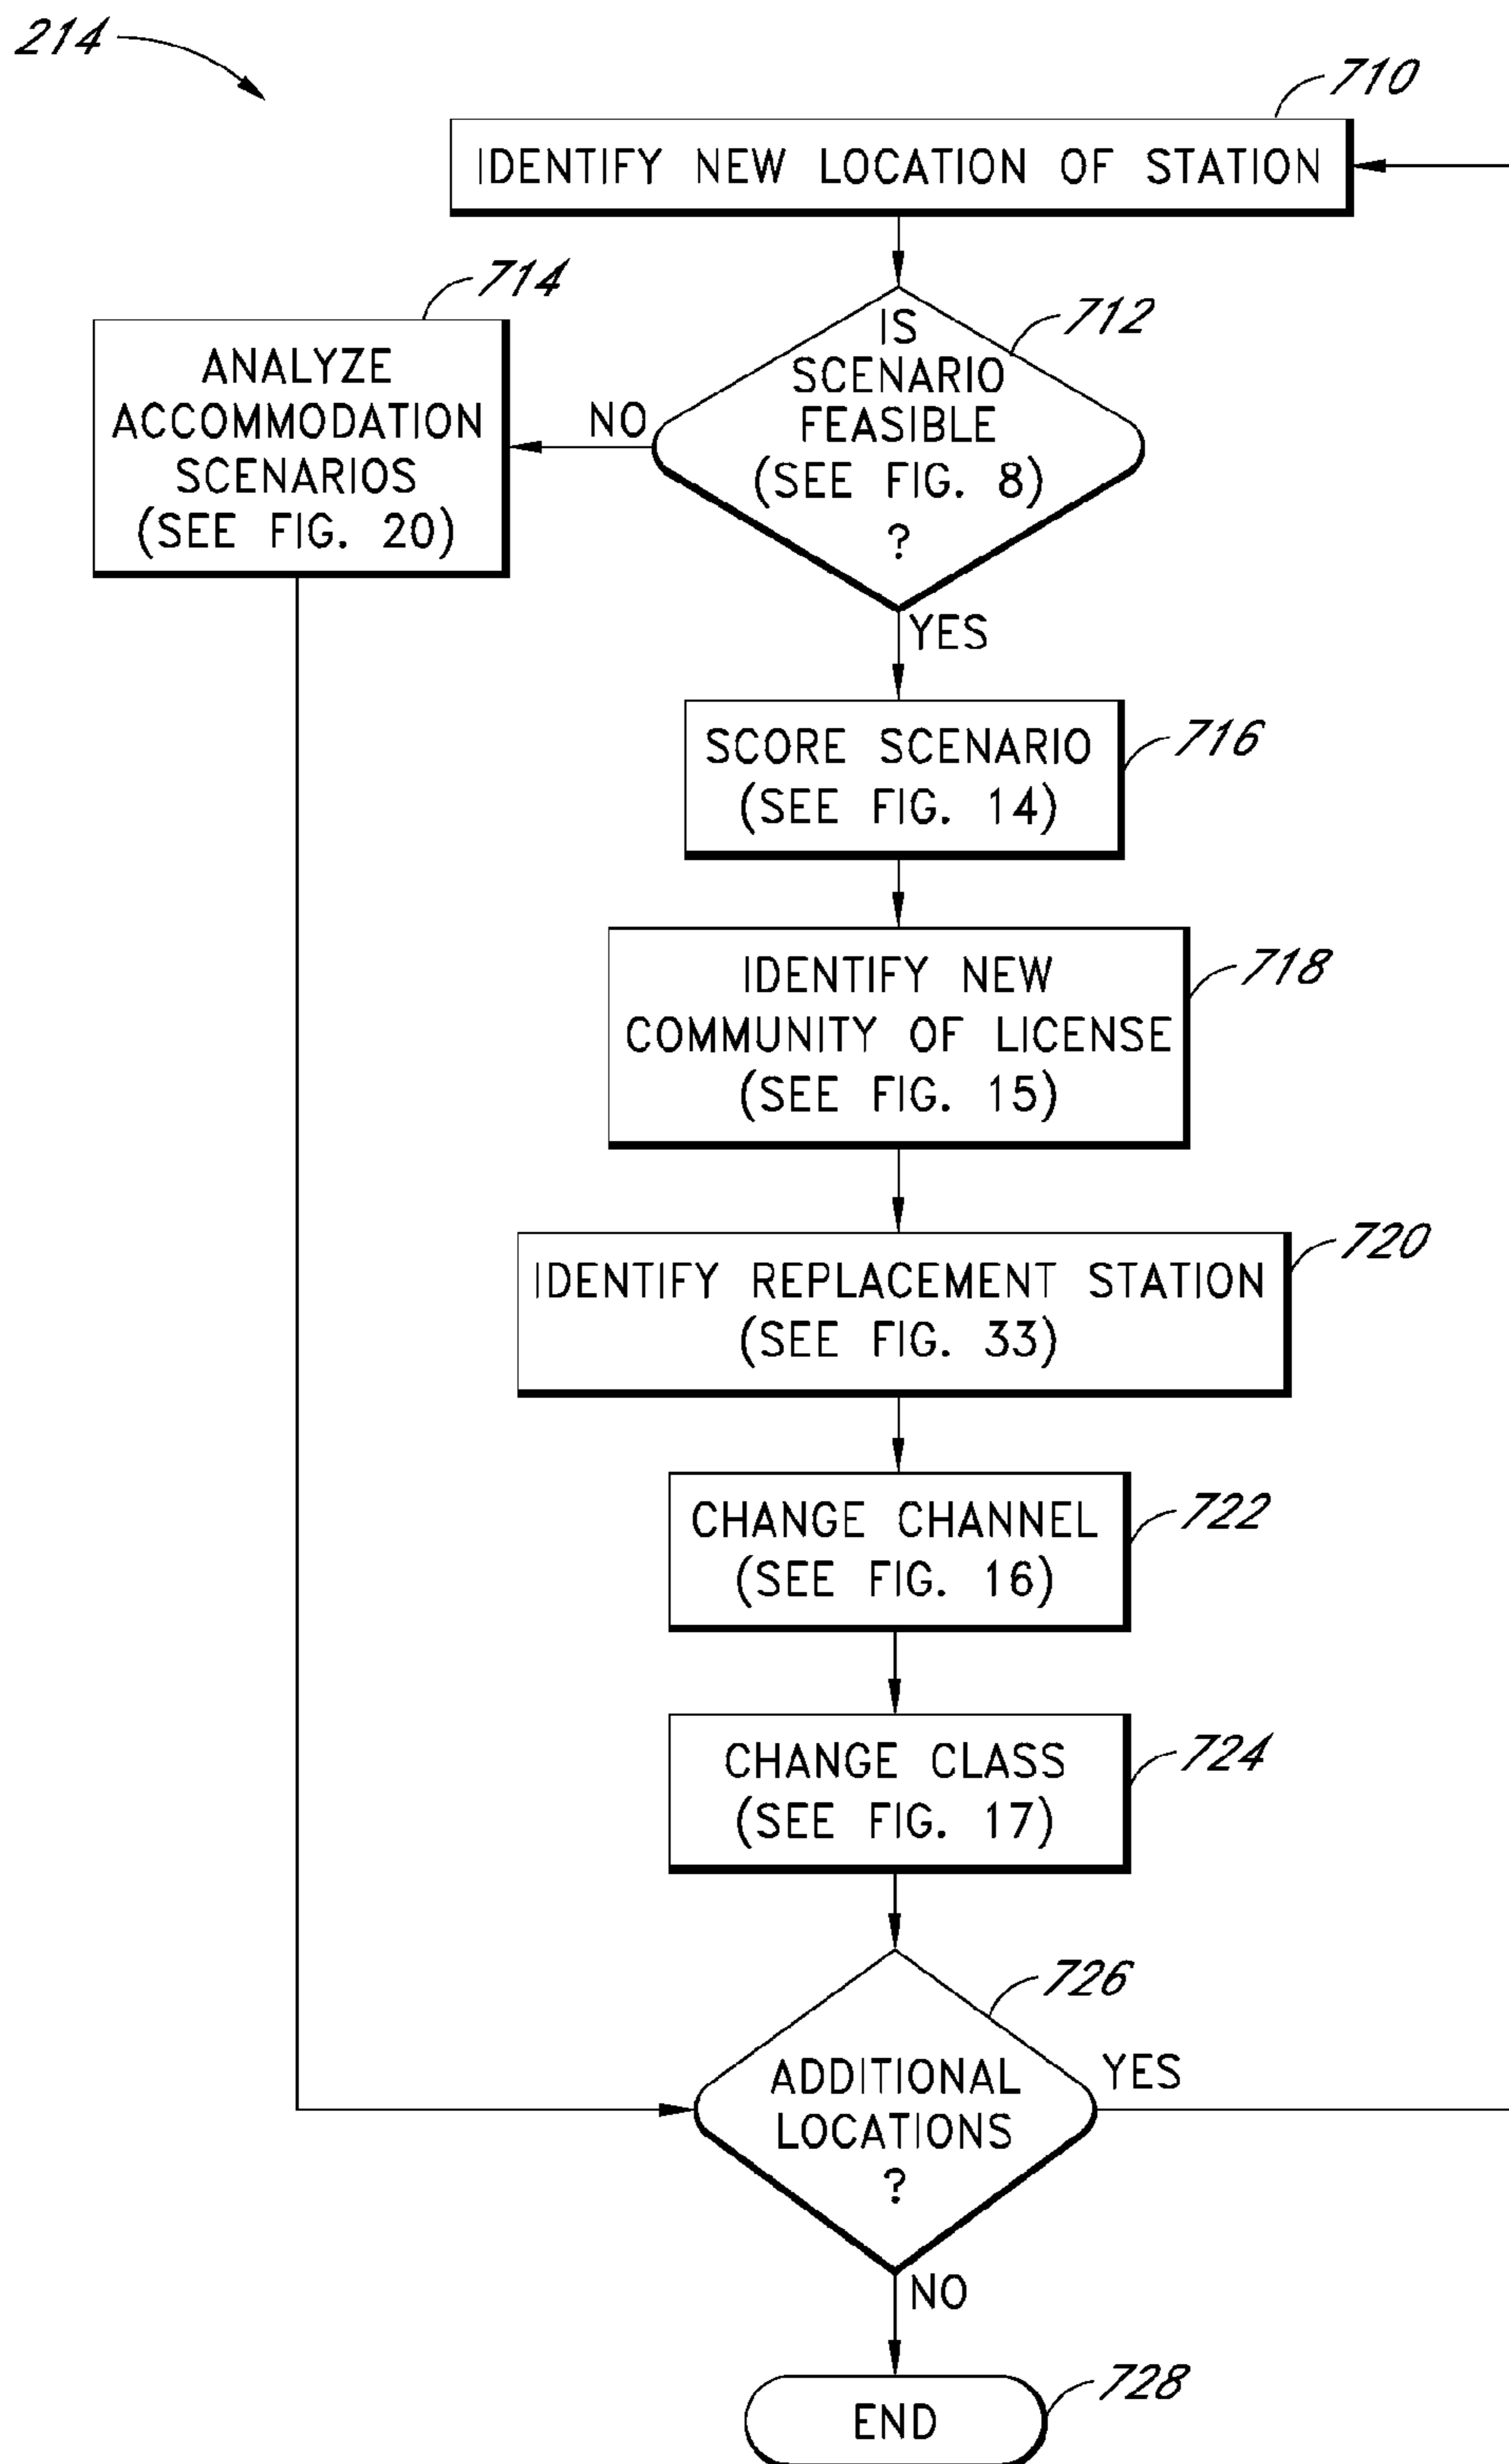 214
710
IDENTIFY NEW LOCATION OF STATION
714
ANALYZE
ACCOMMODATION
SCENARIOS
(SEE FIG. 20)
NO
712
IS
SCENARIO
FEASIBLE
(SEE FIG. 8)
?
YES
716
SCORE SCENARIO
(SEE FIG. 14)
718
IDENTIFY NEW
COMMUNITY OF LICENSE
(SEE FIG. 15)
720
IDENTIFY REPLACEMENT STATION
(SEE FIG. 33)
722
CHANGE CHANNEL
(SEE FIG. 16)
724
CHANGE CLASS
(SEE FIG. 17)
726
ADDITIONAL
LOCATIONS
?
YES
NO
728
END